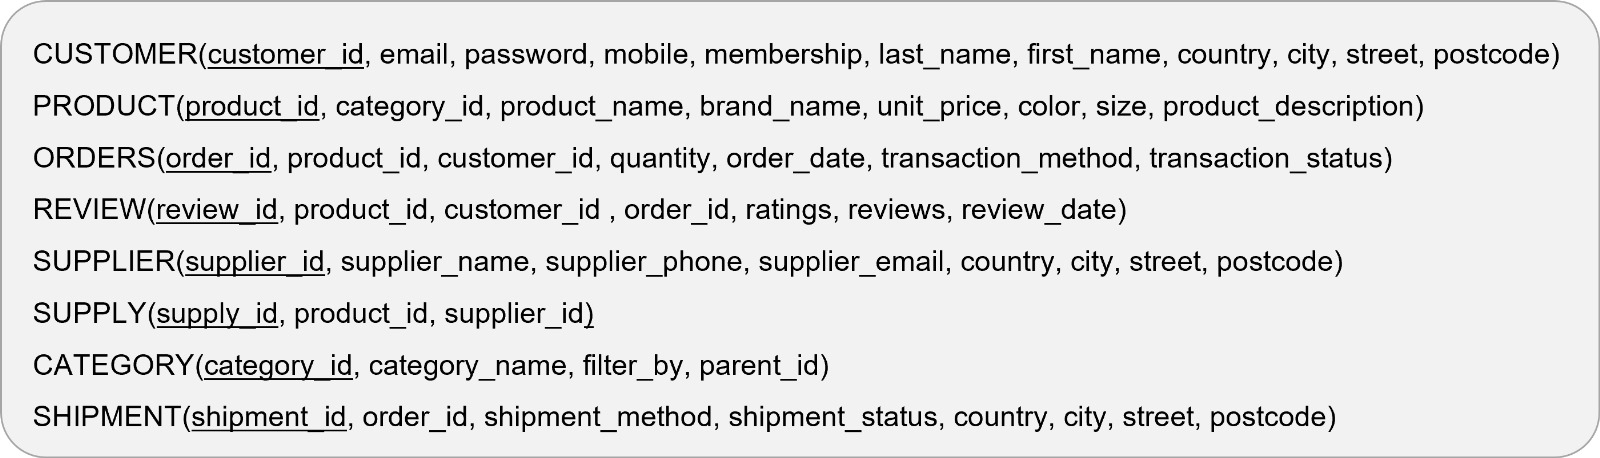 CUSTOMER(customer_id, email, password, mobile, membership, last_name, first_name, country, city, street, postcode)
PRODUCT(product_id, category_id, product_name, brand_name, unit_price, color, size, product_description)
ORDERS(order_id, product_id, customer_id, quantity, order_date, transaction_method, transaction_status)
REVIEW(review_id, product_id, customer_id , order_id, ratings, reviews, review_date)
SUPPLIER(supplier_id, supplier_name, supplier_phone, supplier_email, country, city, street, postcode)
SUPPLY(supply_id, product_id, supplier_id)
CATEGORY(category_id, category_name, filter_by, parent_id)
SHIPMENT(shipment_id, order_id, shipment_method, shipment_status, country, city, street, postcode)